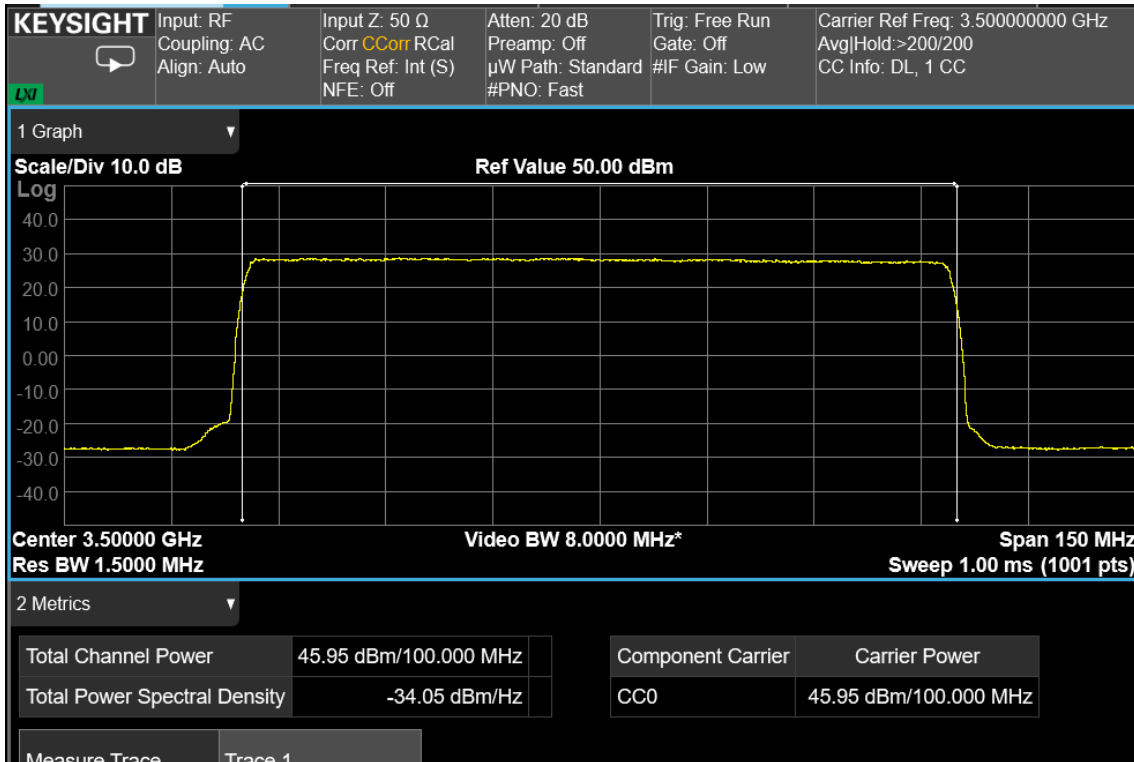 KEYSIGHT Input: RF Input Z: 50 Ω Atten: 20 dB Trig: Free Run Carrier Ref Freq: 3.500000000 GHz
Coupling: AC Corr CCorr RCal Preamp: Off Gate: Off Avg|Hold:>200/200
Align: Auto Freq Ref: Int (S) µW Path: Standard #IF Gain: Low CC Info: DL, 1 CC
LXI NFE: Off #PNO: Fast
1 Graph
Scale/Div 10.0 dB Ref Value 50.00 dBm
Log
40.0
30.0
20.0
10.0
0.00
-10.0
-20.0
-30.0
-40.0
Center 3.50000 GHz Video BW 8.0000 MHz* Span 150 MHz
Res BW 1.5000 MHz Sweep 1.00 ms (1001 pts)
2 Metrics
Total Channel Power 45.95 dBm/100.000 MHz Component Carrier Carrier Power
Total Power Spectral Density -34.05 dBm/Hz CC0 45.95 dBm/100.000 MHz
Measure Trace Trace 1